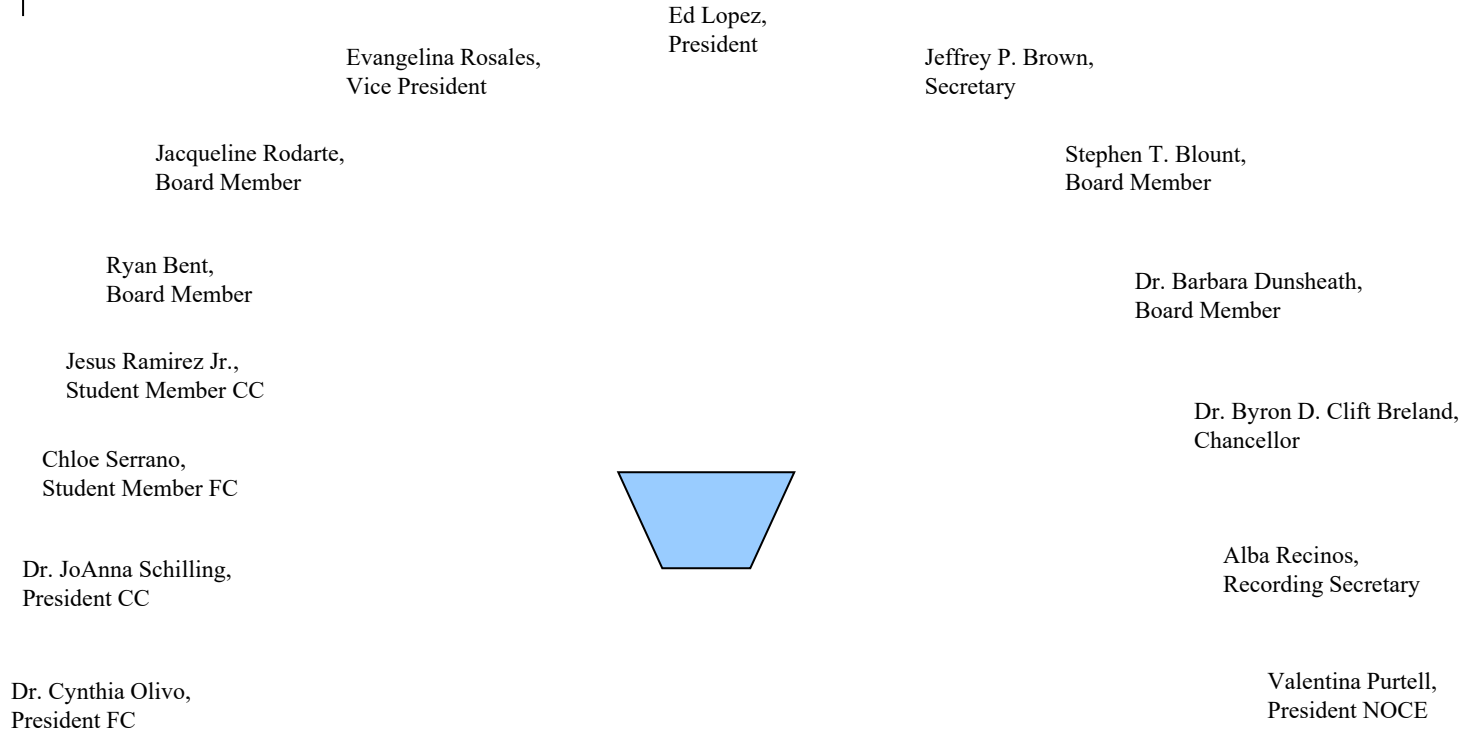 Ed Lopez,
President
Evangelina Rosales,
Vice President
Jeffrey P. Brown,
Secretary
Jacqueline Rodarte,
Board Member
Stephen T. Blount,
Board Member
Ryan Bent,
Board Member
Dr. Barbara Dunsheath,
Board Member
Jesus Ramirez Jr.,
Student Member CC
Dr. Byron D. Clift Breland,
Chancellor
Chloe Serrano,
Student Member FC
Alba Recinos,
Recording Secretary
Dr. JoAnna Schilling,
President CC
Valentina Purtell,
President NOCE
Dr. Cynthia Olivo,
President FC